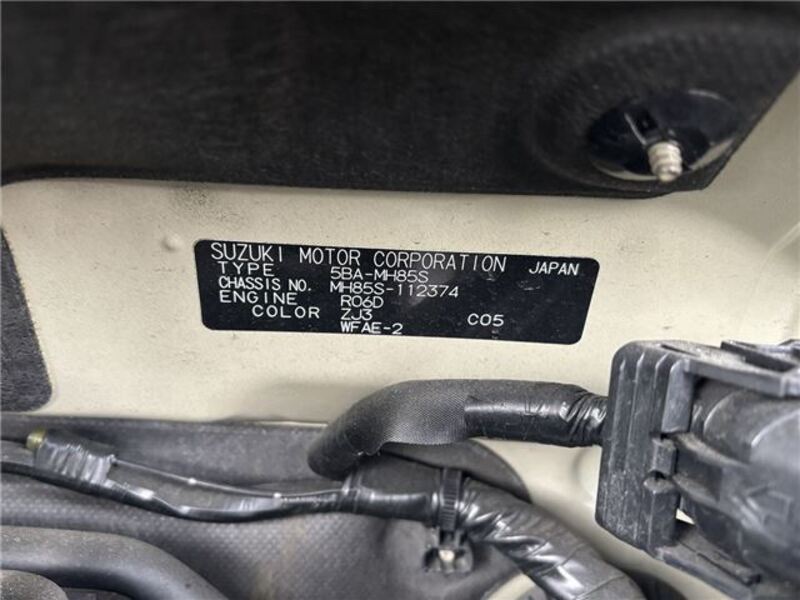 SUZUKI MOTOR CORPORATION JAPAN
TYPE 5BA-MH85S
CHASSIS NO. MH85S-112374
ENGINE R06D
COLOR ZJ3 C05
WFAE-2